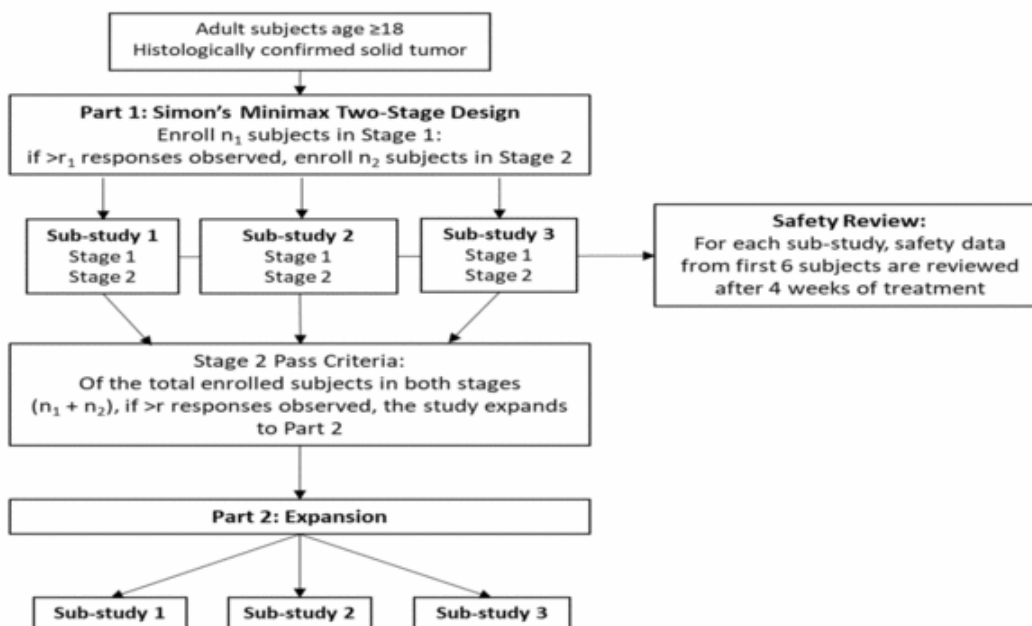 Adult subjects age ≥18
Histologically confirmed solid tumor
Part 1: Simon's Minimax Two-Stage Design
Enroll n₁ subjects in Stage 1:
if >r₁ responses observed, enroll n₂ subjects in Stage 2
Sub-study 1
Stage 1
Stage 2
Sub-study 2
Stage 1
Stage 2
Sub-study 3
Stage 1
Stage 2
Safety Review:
For each sub-study, safety data
from first 6 subjects are reviewed
after 4 weeks of treatment
Stage 2 Pass Criteria:
Of the total enrolled subjects in both stages
(n₁ + n₂), if >r responses observed, the study expands
to Part 2
Part 2: Expansion
Sub-study 1
Sub-study 2
Sub-study 3